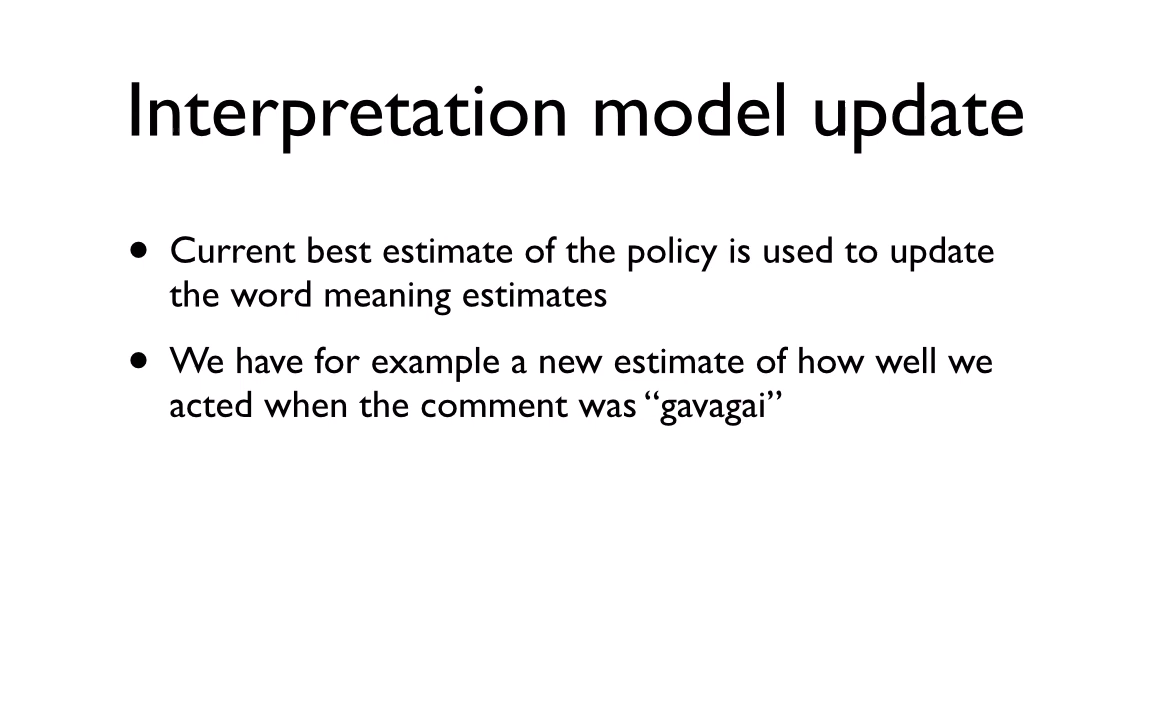 Interpretation model update
• Current best estimate of the policy is used to update
the word meaning estimates
• We have for example a new estimate of how well we
acted when the comment was “gavagai”